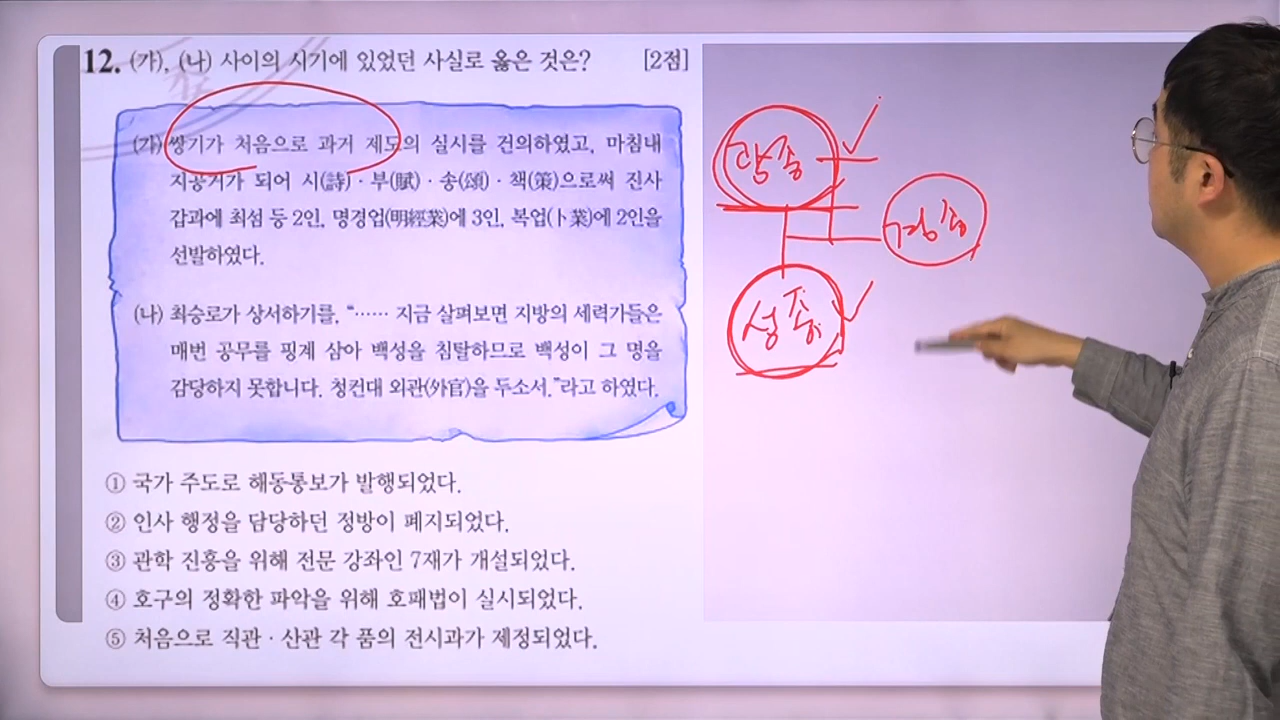 12. (가), (나) 사이의 시기에 있었던 사실로 옳은 것은? [2점]
(가) 쌍기가 처음으로 과거 제도의 실시를 건의하였고, 마침내
지공거가 되어 시(詩)·부(賦)·송(頌)·책(策)으로써 진사
갑과에 최섬 등 2인, 명경업(明經業)에 3인, 복업(卜業)에 2인을
선발하였다.
(나) 최승로가 상서하기를, “…… 지금 살펴보면 지방의 세력가들은
매번 공무를 핑계 삼아 백성을 침탈하므로 백성이 그 명을
감당하지 못합니다. 청컨대 외관(外官)을 두소서.”라고 하였다.
① 국가 주도로 해동통보가 발행되었다.
② 인사 행정을 담당하던 정방이 폐지되었다.
③ 관학 진흥을 위해 전문 강좌인 7재가 개설되었다.
④ 호구의 정확한 파악을 위해 호패법이 실시되었다.
⑤ 처음으로 직관·산관 각 품의 전시과가 제정되었다.
광종
경종
성종